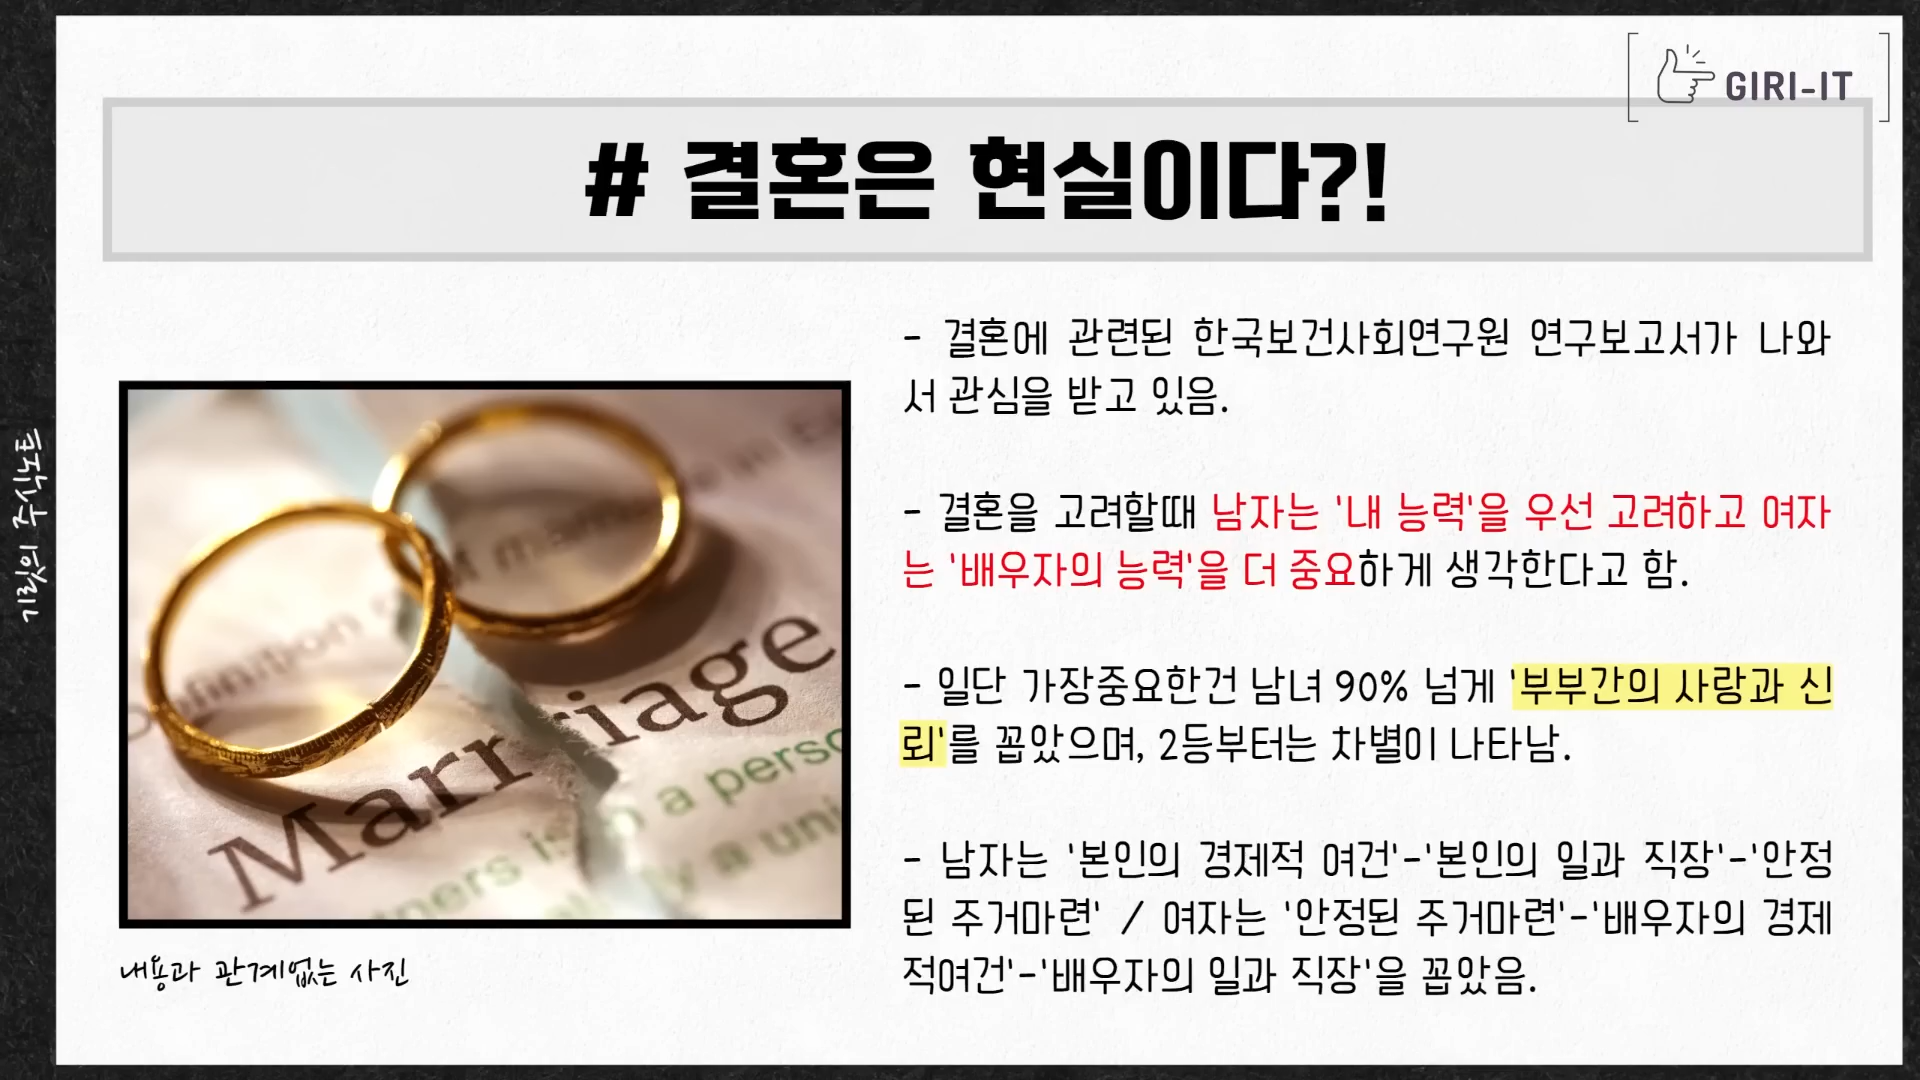 GIRI-IT
# 결혼은 현실이다?!
- 결혼에 관련된 한국보건사회연구원 연구보고서가 나와
서 관심을 받고 있음.
- 결혼을 고려할때 남자는 '내 능력'을 우선 고려하고 여자
는 '배우자의 능력'을 더 중요하게 생각한다고 함.
- 일단 가장중요한건 남녀 90% 넘게 '부부간의 사랑과 신
뢰'를 꼽았으며, 2등부터는 차별이 나타남.
- 남자는 '본인의 경제적 여건'-'본인의 일과 직장'-'안정
된 주거마련' / 여자는 '안정된 주거마련'-'배우자의 경제
적여건'-'배우자의 일과 직장'을 꼽았음.
Definition
of marria
Marriage
tners is
a perso
ally a uni
내용과 관계없는 사진
기릿의 주식노트